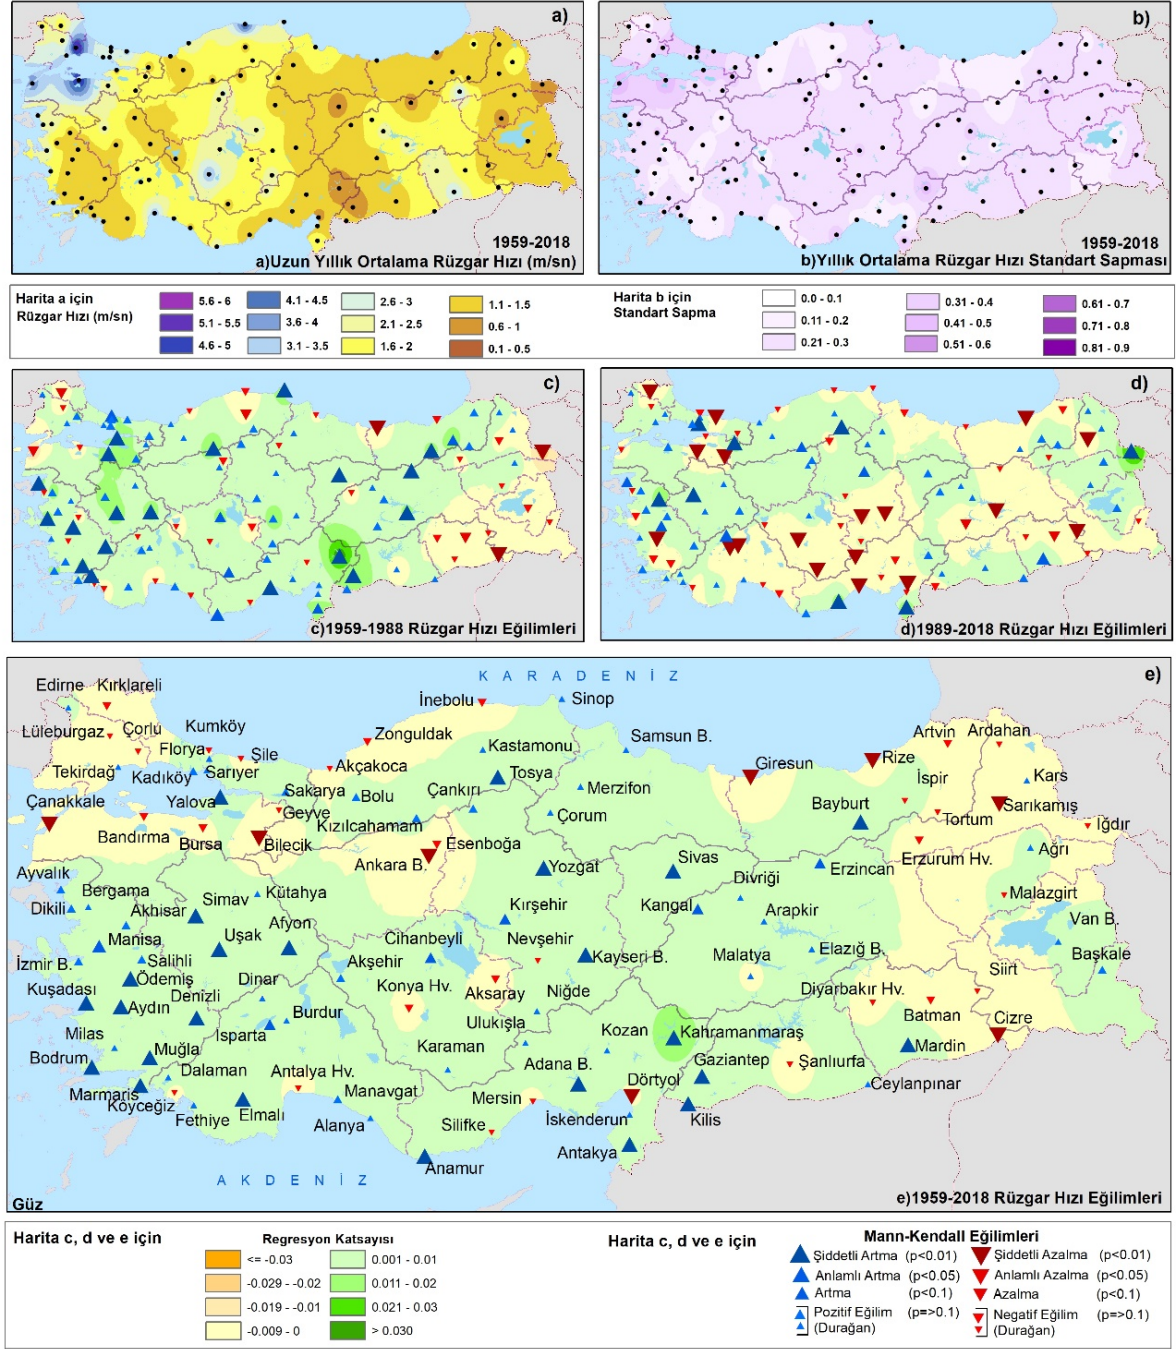 a)
1959-2018
a)Uzun Yıllık Ortalama Rüzgar Hızı (m/sn)
b)
1959-2018
b)Yıllık Ortalama Rüzgar Hızı Standart Sapması
Harita a için
Rüzgar Hızı (m/sn)
5.6 - 6
5.1 - 5.5
4.6 - 5
4.1 - 4.5
3.6 - 4
3.1 - 3.5
2.6 - 3
2.1 - 2.5
1.6 - 2
1.1 - 1.5
0.6 - 1
0.1 - 0.5
Harita b için
Standart Sapma
0.0 - 0.1
0.11 - 0.2
0.21 - 0.3
0.31 - 0.4
0.41 - 0.5
0.51 - 0.6
0.61 - 0.7
0.71 - 0.8
0.81 - 0.9
c)
c)1959-1988 Rüzgar Hızı Eğilimleri
d)
d)1989-2018 Rüzgar Hızı Eğilimleri
e)
KARADENİZ
Edirne
Kırklareli
İnebolu
Sinop
Lüleburgaz
Çorlu
Kumköy
Zonguldak
Kastamonu
Samsun B.
Artvin
Ardahan
Florya
Şile
Giresun
Rize
Tekirdağ
Kadıköy
Sarıyer
Akçakoca
Tosya
İspir
Kars
Çanakkale
Yalova
Sakarya
Bolu
Çankırı
Merzifon
Bayburt
Sarıkamış
Geyve
Kızılcahamam
Çorum
Tortum
Iğdır
Bandırma
Bursa
Bilecik
Esenboğa
Erzurum Hv.
Ağrı
Ankara B.
Yozgat
Sivas
Erzincan
Ayvalık
Bergama
Simav
Kütahya
Divriği
Malazgirt
Dikili
Akhisar
Kırşehir
Kangal
Arapkir
Van B.
Manisa
Uşak
Afyon
Cihanbeyli
Nevşehir
Elazığ B.
İzmir B.
Salihli
Akşehir
Kayseri B.
Malatya
Başkale
Ödemiş
Dinar
Konya Hv.
Aksaray
Niğde
Diyarbakır Hv.
Siirt
Kuşadası
Aydın
Denizli
Burdur
Ulukışla
Batman
Cizre
Milas
Isparta
Karaman
Kozan
Kahramanmaraş
Mardin
Bodrum
Muğla
Adana B.
Gaziantep
Şanlıurfa
Dalaman
Antalya Hv.
Manavgat
Dörtyol
Ceylanpınar
Marmaris
Köyceğiz
Fethiye
Elmalı
Alanya
Mersin
Silifke
İskenderun
Kilis
Antakya
Anamur
AKDENİZ
Güz
e)1959-2018 Rüzgar Hızı Eğilimleri
Harita c, d ve e için
Regresyon Katsayısı
<= -0.03
-0.029 - -0.02
-0.019 - -0.01
-0.009 - 0
0.001 - 0.01
0.011 - 0.02
0.021 - 0.03
> 0.030
Harita c, d ve e için
Mann-Kendall Eğilimleri
Şiddetli Artma (p<0.01)
Anlamlı Artma (p<0.05)
Artma (p<0.1)
Pozitif Eğilim (p=>0.1)
(Durağan)
Şiddetli Azalma (p<0.01)
Anlamlı Azalma (p<0.05)
Azalma (p<0.1)
Negatif Eğilim (p=>0.1)
(Durağan)